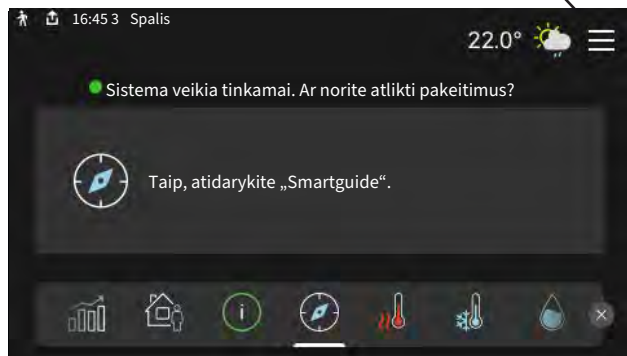 16:45 3 Spalis
22.0°
Sistema veikia tinkamai. Ar norite atlikti pakeitimus?
Taip, atidarykite „Smartguide“.